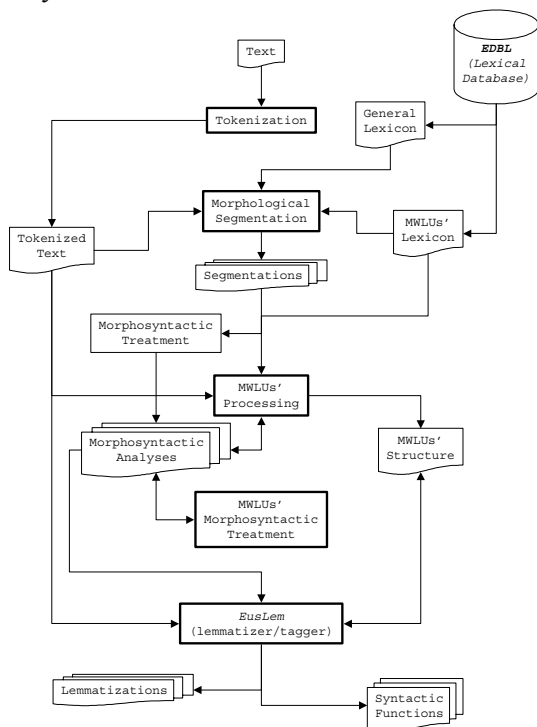 EDBL
(Lexical
Database)
Text
General
Lexicon
Tokenization
Morphological
Segmentation
MWLUs'
Lexicon
Tokenized
Text
Segmentations
Morphosyntactic
Treatment
MWLUs'
Processing
Morphosyntactic
Analyses
MWLUs'
Structure
MWLUs'
Morphosyntactic
Treatment
EusLem
(lemmatizer/tagger)
Lemmatizations
Syntactic
Functions